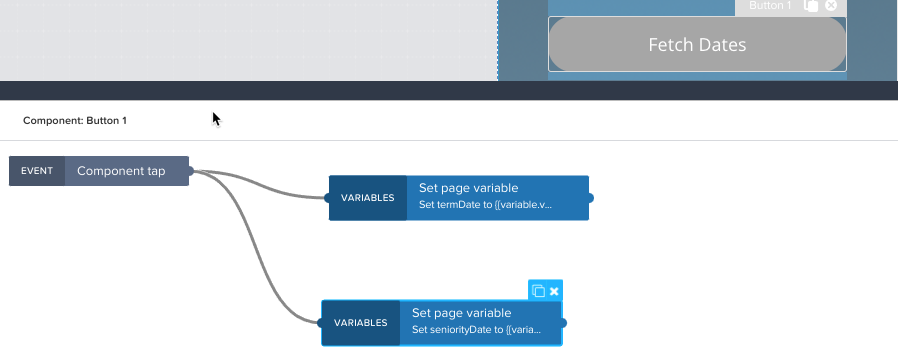 Button 1
Fetch Dates
Component: Button 1
EVENT Component tap
VARIABLES
Set page variable
Set termDate to {{variable.v...
VARIABLES
Set page variable
Set seniorityDate to {{varia...